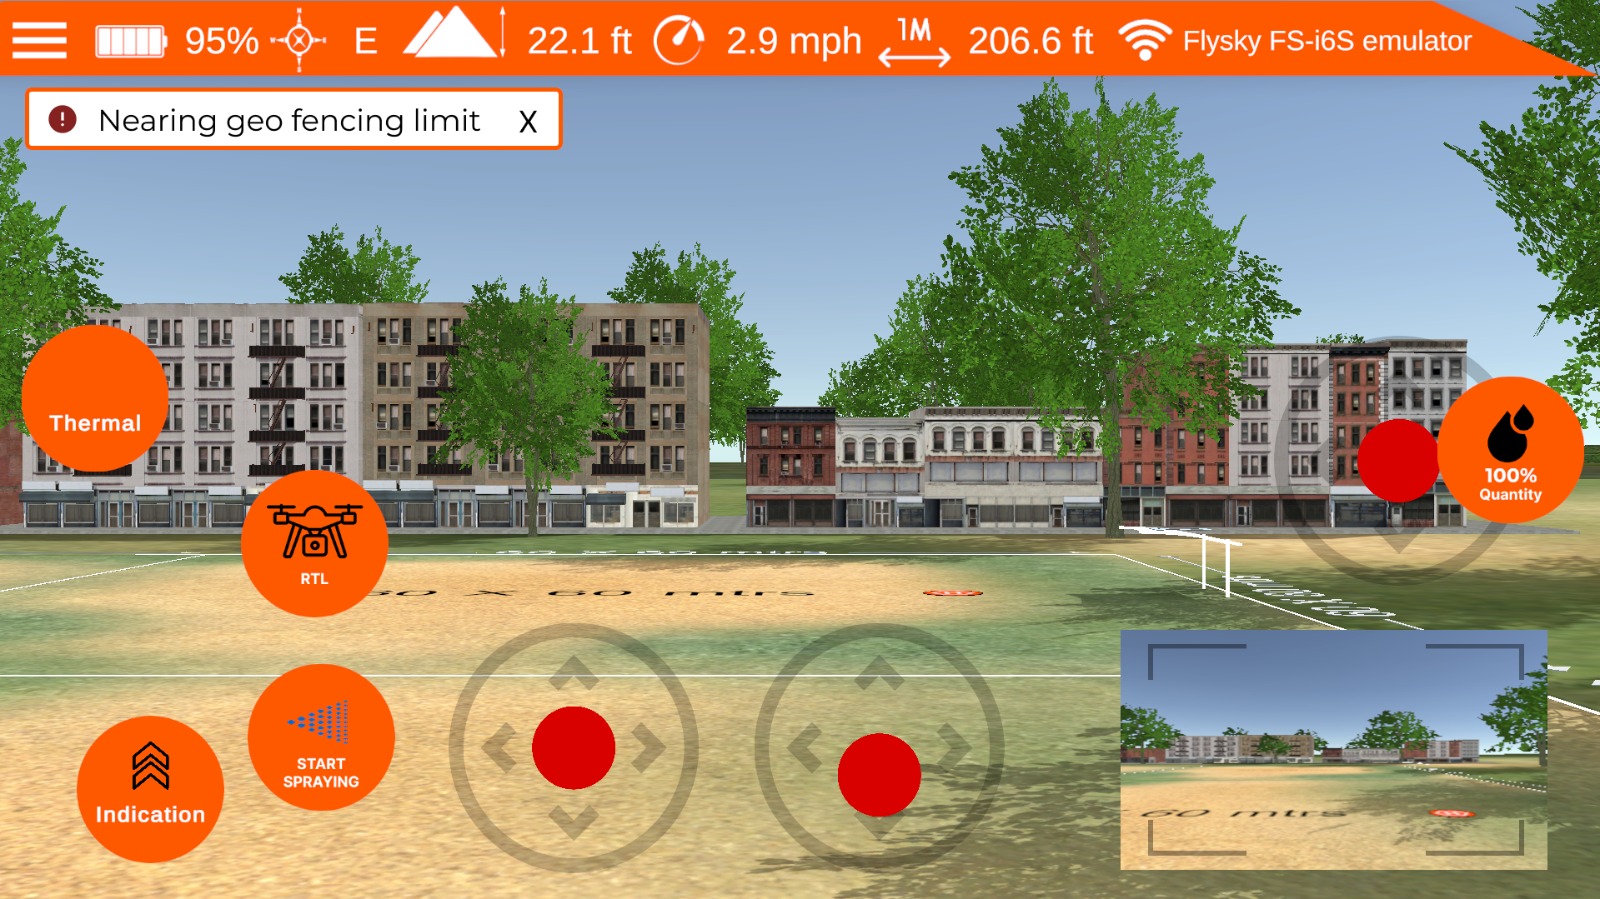 95% E 22.1 ft 2.9 mph 1M 206.6 ft Flysky FS-i6S emulator
Nearing geo fencing limit X
Thermal
100%
Quantity
RTL
60 X 60 mtrs
START
SPRAYING
Indication
60 mtrs